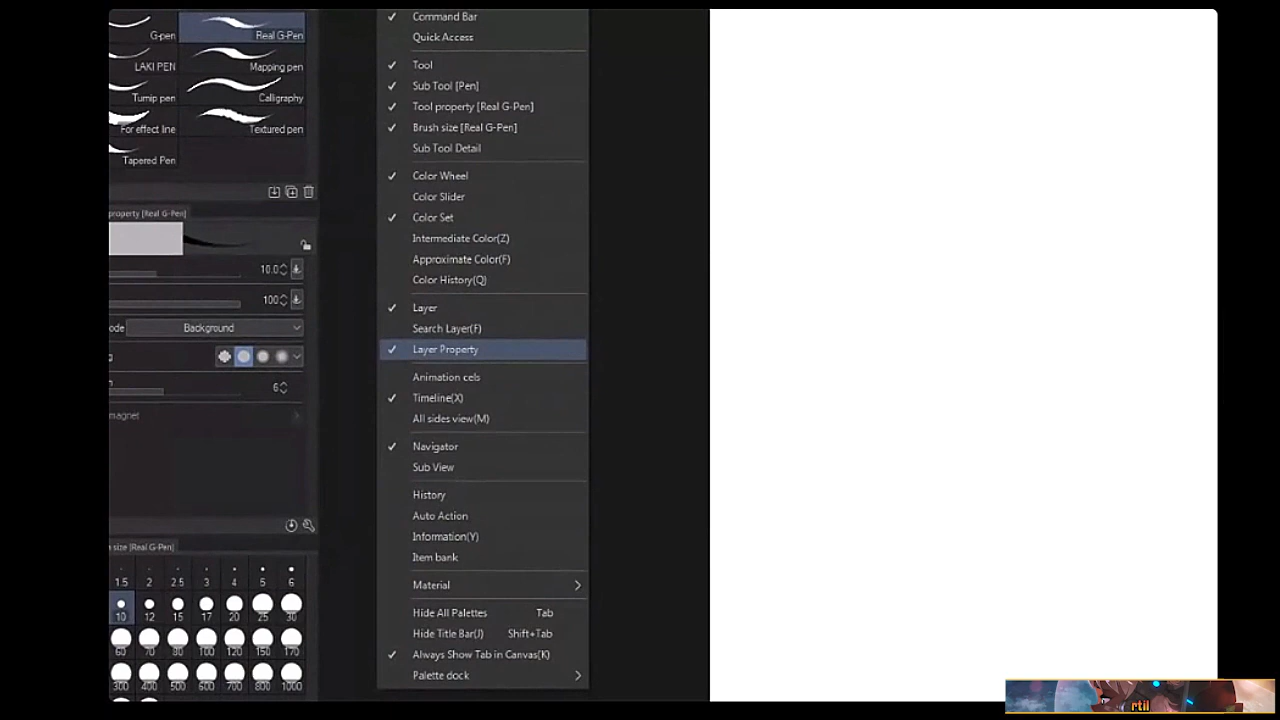 G-pen
Real G-Pen
LAKI PEN
Mapping pen
Turnip pen
Calligraphy
For effect line
Textured pen
Tapered Pen
property [Real G-Pen]
10.0
100
ode Background
g
6
magnet
size [Real G-Pen]
1.5 2 2.5 3 4 5 6
10 12 15 17 20 25 30
60 70 80 100 120 150 170
300 400 500 600 700 800 1000
Command Bar
Quick Access
Tool
Sub Tool [Pen]
Tool property [Real G-Pen]
Brush size [Real G-Pen]
Sub Tool Detail
Color Wheel
Color Slider
Color Set
Intermediate Color(Z)
Approximate Color(F)
Color History(Q)
Layer
Search Layer(F)
Layer Property
Animation cels
Timeline(X)
All sides view(M)
Navigator
Sub View
History
Auto Action
Information(Y)
Item bank
Material
Hide All Palettes Tab
Hide Title Bar(J) Shift+Tab
Always Show Tab in Canvas(K)
Palette dock
rtil